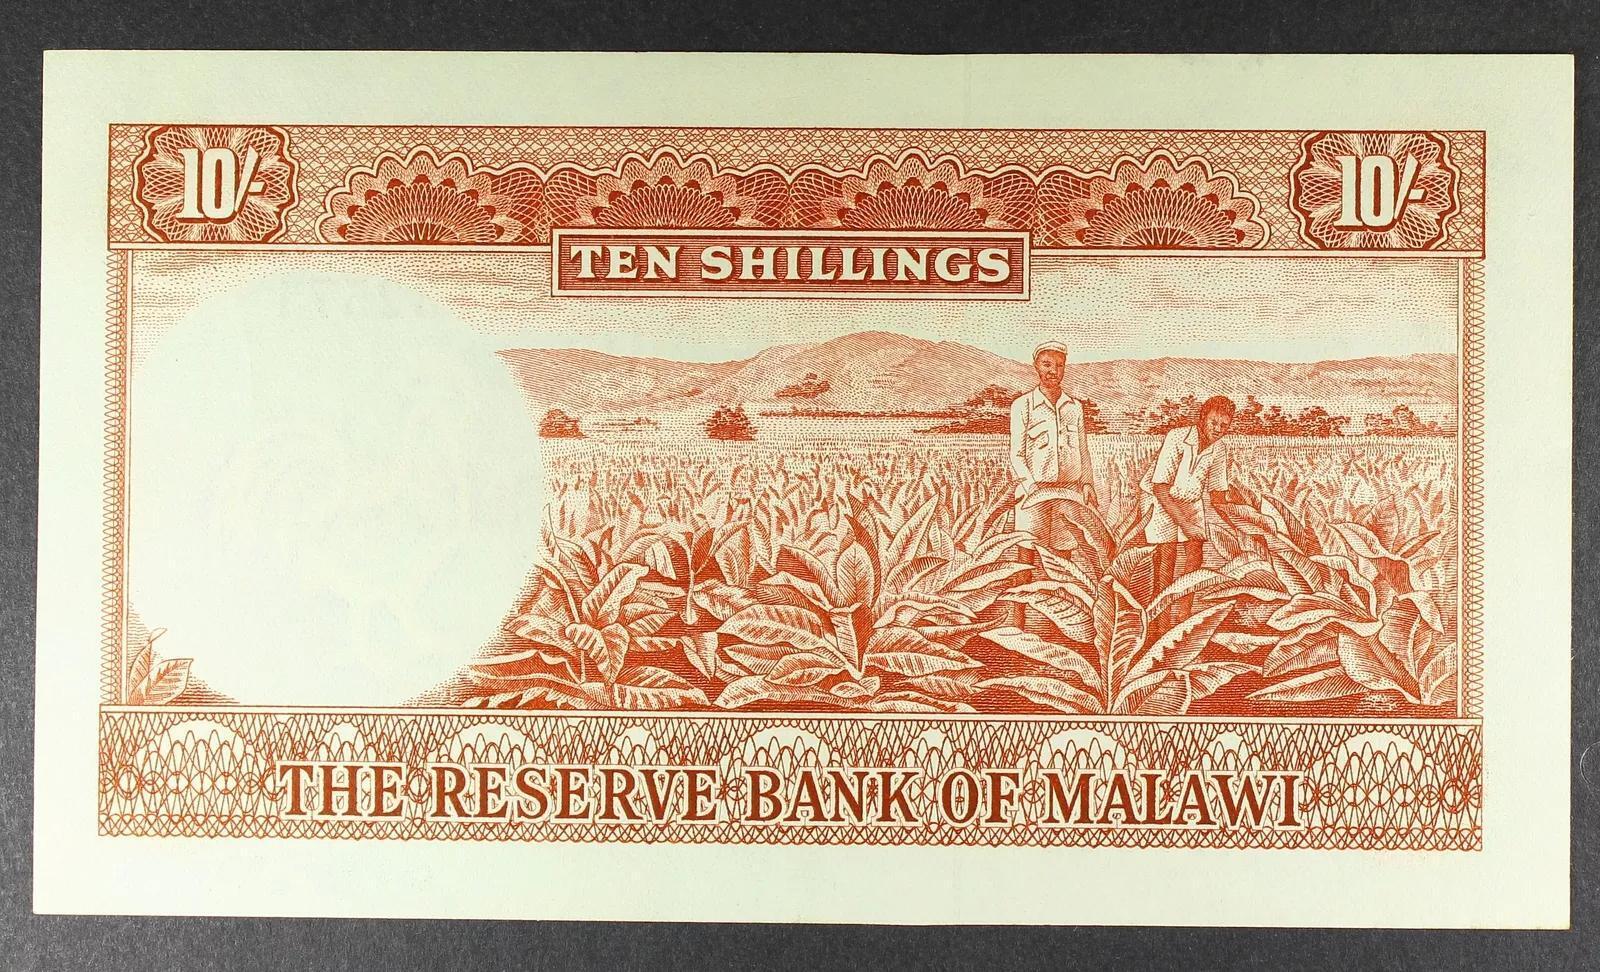 10/-
10/-
TEN SHILLINGS
THE RESERVE BANK OF MALAWI